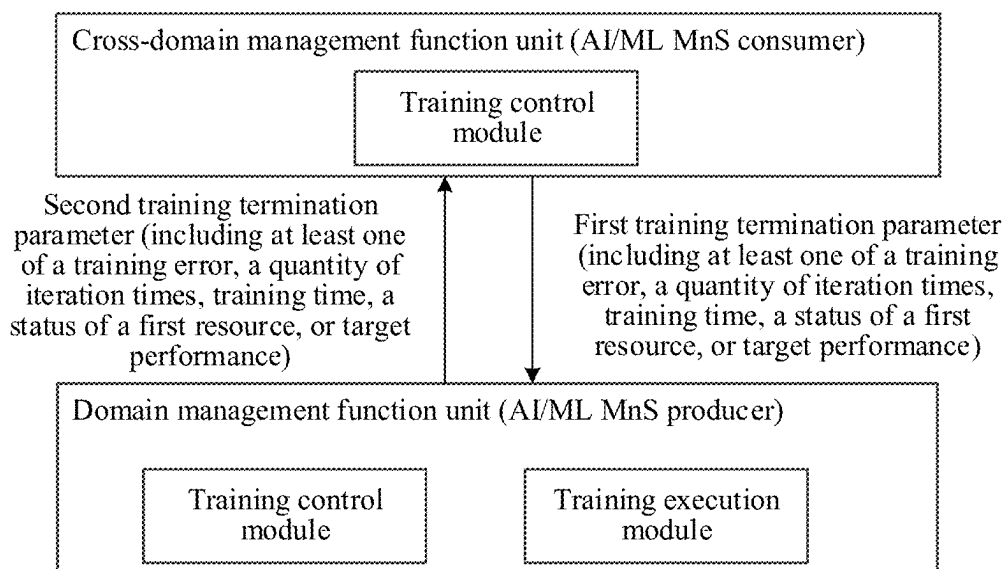 Cross-domain management function unit (AI/ML MnS consumer)
Training control
module
Second training termination
parameter (including at least one
of a training error, a quantity of
iteration times, training time, a
status of a first resource, or target
performance)
First training termination parameter
(including at least one of a training
error, a quantity of iteration times,
training time, a status of a first
resource, or target performance)
Domain management function unit (AI/ML MnS producer)
Training control
module
Training execution
module